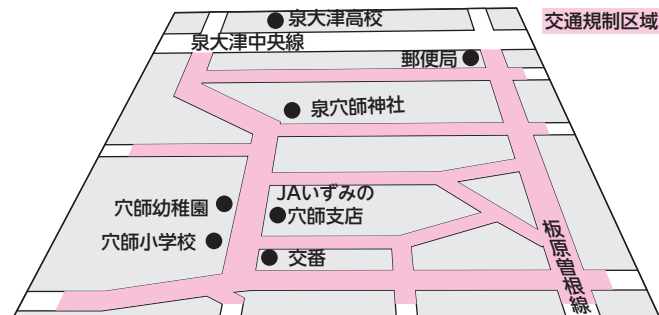 泉大津高校
交通規制区域
泉大津中央線
郵便局
泉穴師神社
JAいずみの
穴師支店
穴師幼稚園
穴師小学校
交番
板原曽根線